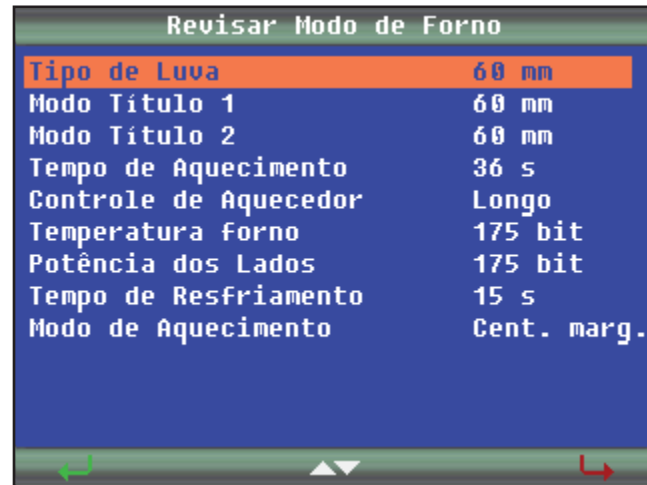 Revisar Modo de Forno
Tipo de Luva 60 mm
Modo Título 1 60 mm
Modo Título 2 60 mm
Tempo de Aquecimento 36 s
Controle de Aquecedor Longo
Temperatura forno 175 bit
Potência dos Lados 175 bit
Tempo de Resfriamento 15 s
Modo de Aquecimento Cent. marg.